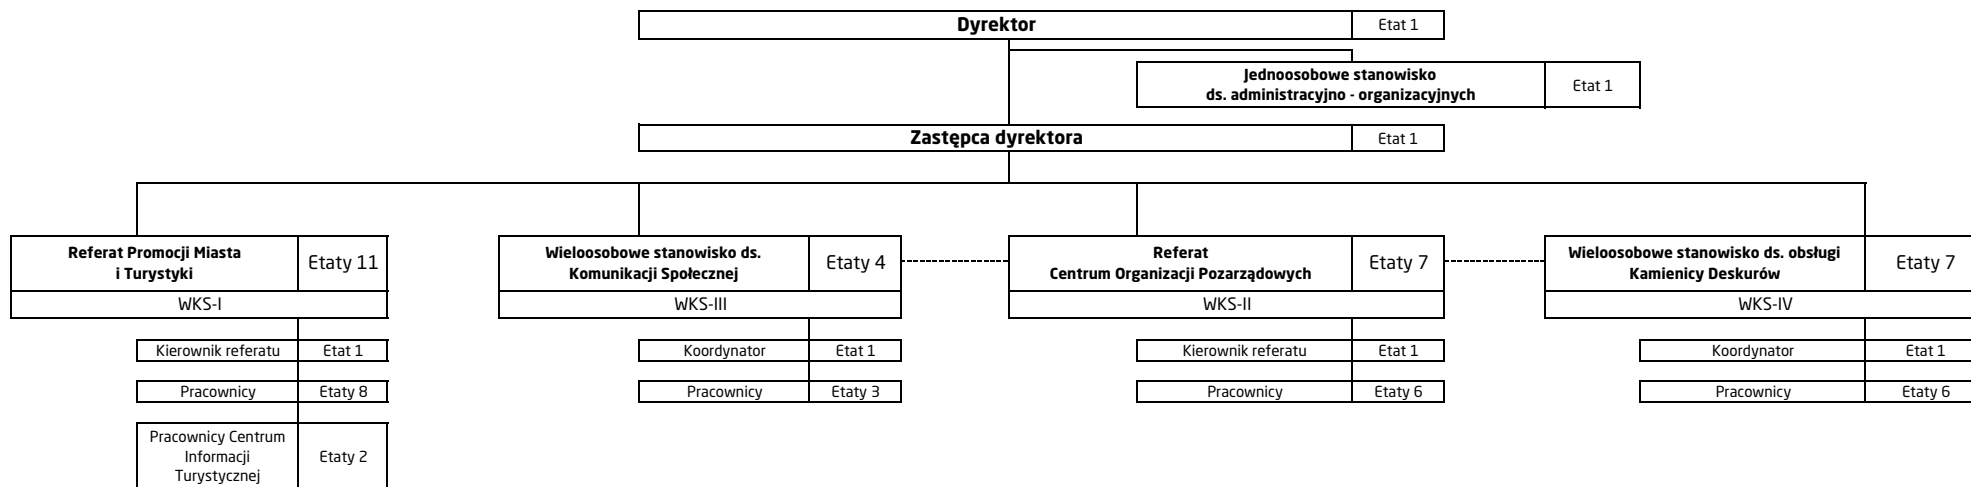 Dyrektor
Etat 1
Jednoosobowe stanowisko
ds. administracyjno - organizacyjnych
Etat 1
Zastępca dyrektora
Etat 1
Referat Promocji Miasta
i Turystyki
Etaty 11
WKS-I
Kierownik referatu
Etat 1
Pracownicy
Etaty 8
Pracownicy Centrum
Informacji
Turystycznej
Etaty 2
Wieloosobowe stanowisko ds.
Komunikacji Społecznej
Etaty 4
WKS-III
Koordynator
Etat 1
Pracownicy
Etaty 3
Referat
Centrum Organizacji Pozarządowych
Etaty 7
WKS-II
Kierownik referatu
Etat 1
Pracownicy
Etaty 6
Wieloosobowe stanowisko ds. obsługi
Kamienicy Deskurów
Etaty 7
WKS-IV
Koordynator
Etat 1
Pracownicy
Etaty 6